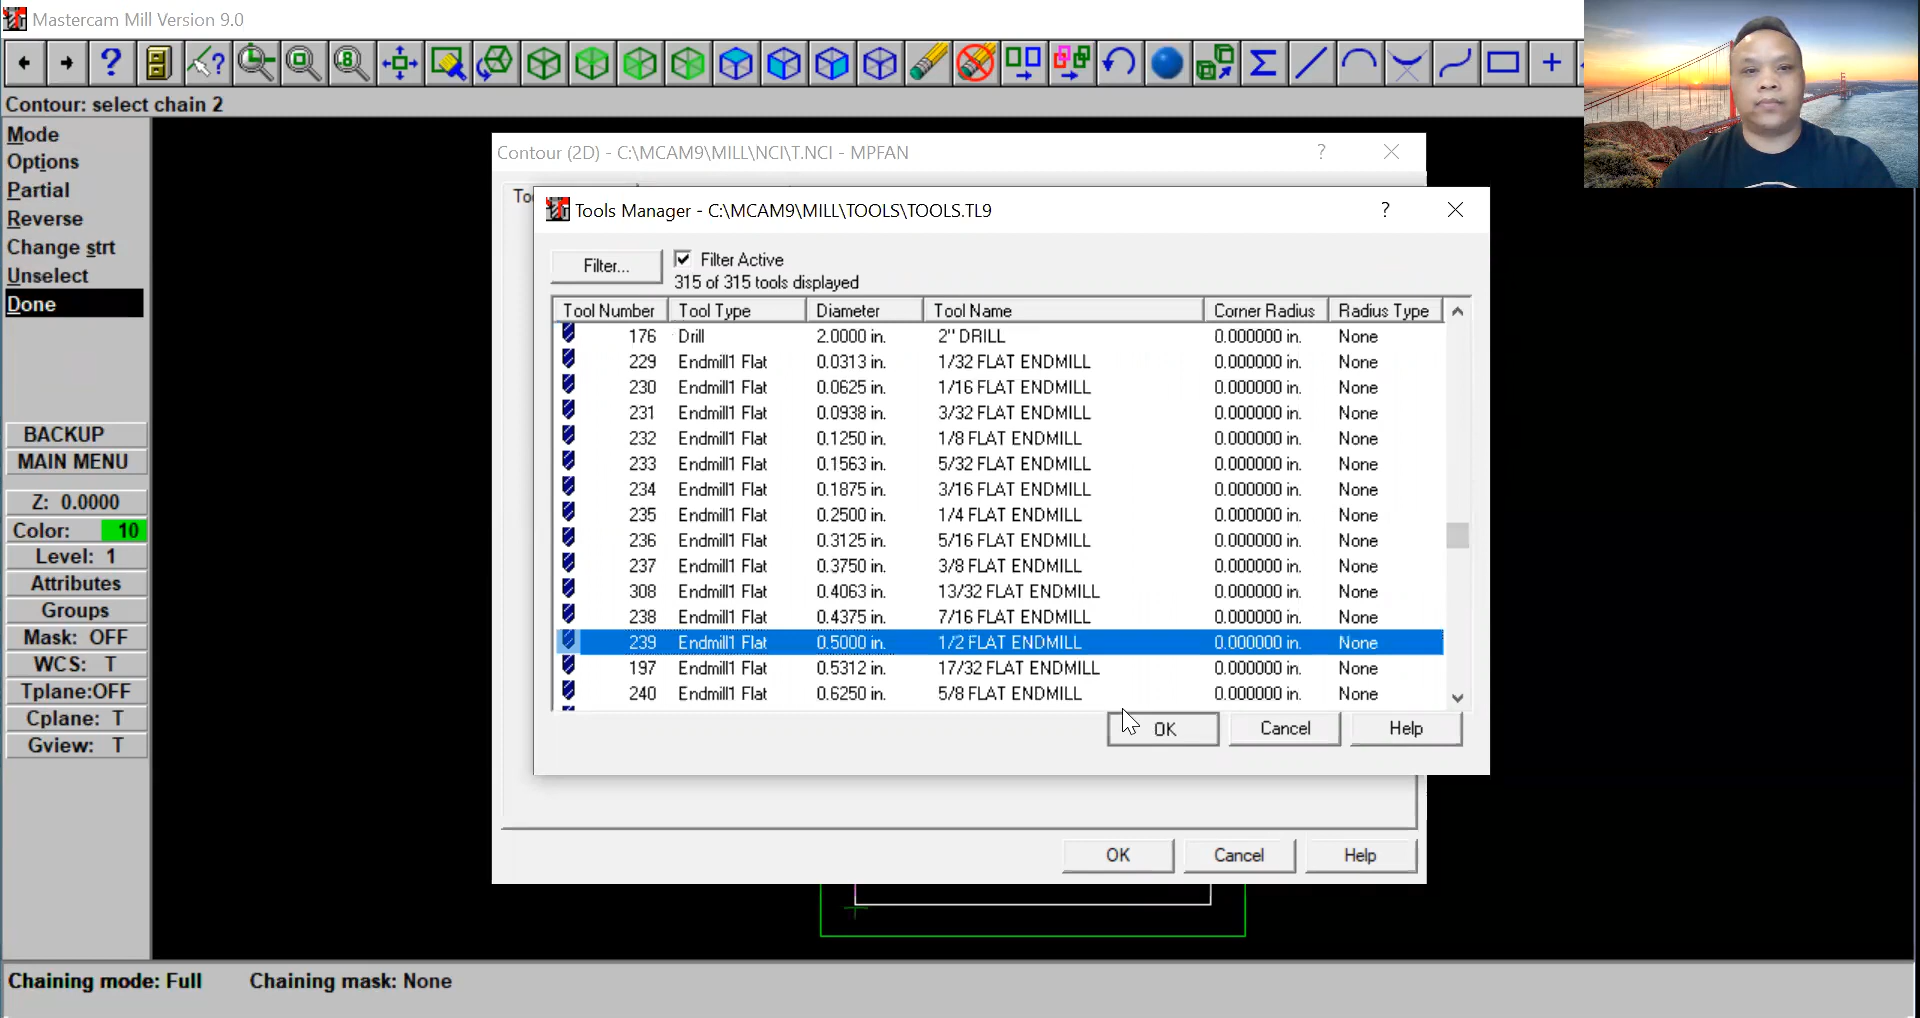 Mastercam Mill Version 9.0
Contour: select chain 2
Mode
Options
Partial
Reverse
Change strt
Unselect
Done
BACKUP
MAIN MENU
Z: 0.0000
Color: 10
Level: 1
Attributes
Groups
Mask: OFF
WCS: T
Tplane:OFF
Cplane: T
Gview: T
Contour (2D) - C:\MCAM9\MILL\NCI\T.NCI - MPFAN
Tools Manager - C:\MCAM9\MILL\TOOLS\TOOLS.TL9
Filter...
Filter Active
315 of 315 tools displayed
Tool Number Tool Type Diameter Tool Name Corner Radius Radius Type
176 Drill 2.0000 in. 2" DRILL 0.000000 in. None
229 Endmill1 Flat 0.0313 in. 1/32 FLAT ENDMILL 0.000000 in. None
230 Endmill1 Flat 0.0625 in. 1/16 FLAT ENDMILL 0.000000 in. None
231 Endmill1 Flat 0.0938 in. 3/32 FLAT ENDMILL 0.000000 in. None
232 Endmill1 Flat 0.1250 in. 1/8 FLAT ENDMILL 0.000000 in. None
233 Endmill1 Flat 0.1563 in. 5/32 FLAT ENDMILL 0.000000 in. None
234 Endmill1 Flat 0.1875 in. 3/16 FLAT ENDMILL 0.000000 in. None
235 Endmill1 Flat 0.2500 in. 1/4 FLAT ENDMILL 0.000000 in. None
236 Endmill1 Flat 0.3125 in. 5/16 FLAT ENDMILL 0.000000 in. None
237 Endmill1 Flat 0.3750 in. 3/8 FLAT ENDMILL 0.000000 in. None
308 Endmill1 Flat 0.4063 in. 13/32 FLAT ENDMILL 0.000000 in. None
238 Endmill1 Flat 0.4375 in. 7/16 FLAT ENDMILL 0.000000 in. None
239 Endmill1 Flat 0.5000 in. 1/2 FLAT ENDMILL 0.000000 in. None
197 Endmill1 Flat 0.5312 in. 17/32 FLAT ENDMILL 0.000000 in. None
240 Endmill1 Flat 0.6250 in. 5/8 FLAT ENDMILL 0.000000 in. None
OK Cancel Help
OK Cancel Help
Chaining mode: Full Chaining mask: None